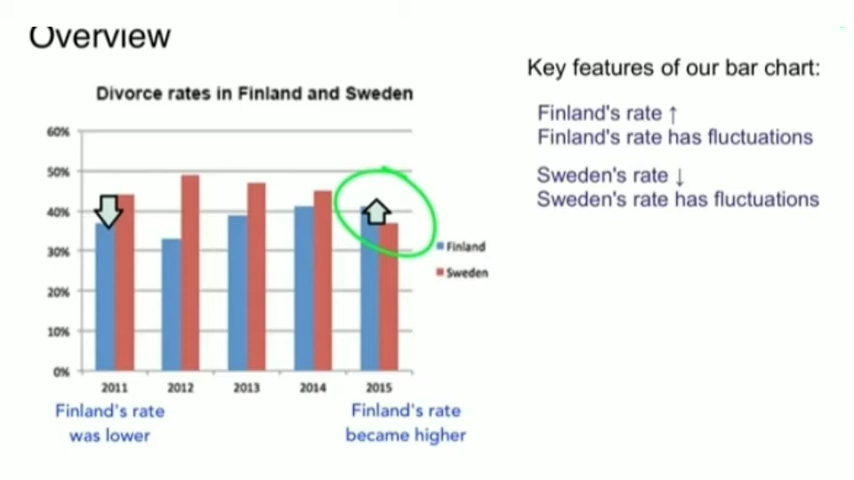 Overview
Key features of our bar chart:
Divorce rates in Finland and Sweden
Finland's rate ↑
Finland's rate has fluctuations
Sweden's rate ↓
Sweden's rate has fluctuations
60%
50%
40%
30%
20%
10%
0%
Finland
Sweden
2011 2012 2013 2014 2015
Finland's rate
was lower
Finland's rate
became higher